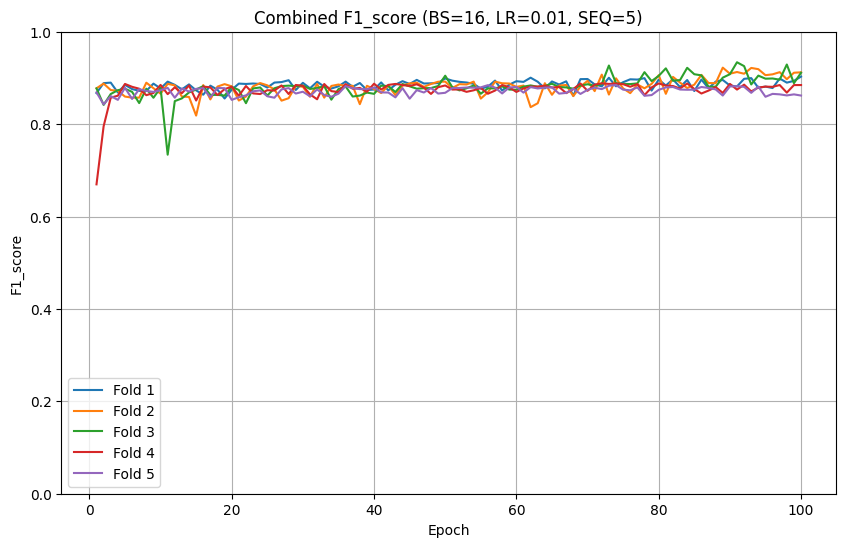 Combined F1_score (BS=16, LR=0.01, SEQ=5)
1.0
0.8
0.6
0.4
0.2
0.0
F1_score
Fold 1
Fold 2
Fold 3
Fold 4
Fold 5
0 20 40 60 80 100
Epoch